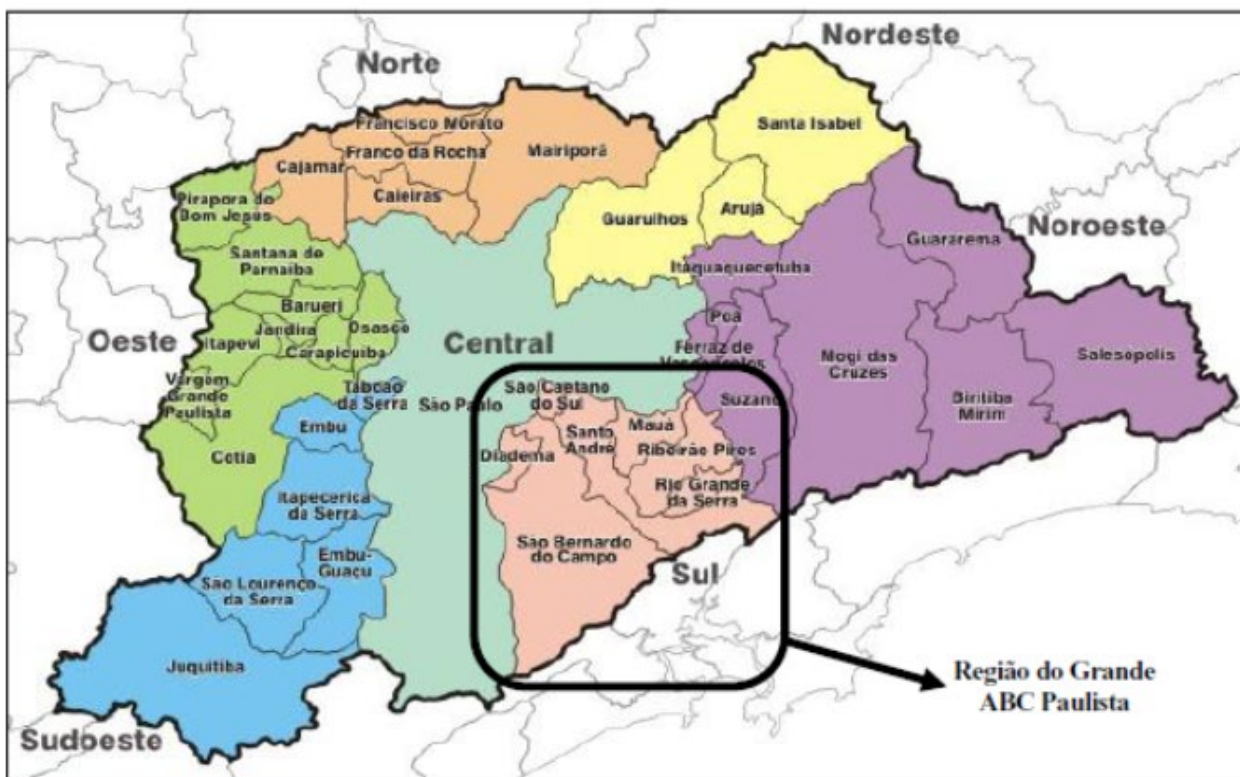 Nordeste
Norte
Santa Isabel
Francisco Morato
Franco da Rocha
Mairiporã
Cajamar
Caieiras
Pirapora do
Bom Jesus
Guarulhos
Arujá
Guararema
Noroeste
Santana de
Parnaíba
Itaquaquecetuba
Barueri
Oeste
Jandira
Osasco
Itapevi
Carapicuiba
Central
Poá
Ferraz de
Vasconcelos
Mogi das
Cruzes
Salesópolis
Vargem
Grande
Paulista
Taboão
da Serra
São Paulo
São Caetano
do Sul
Suzano
Biritiba
Mirim
Embu
Mauá
Santo
André
Diadema
Ribeirão Pires
Cotia
Rio Grande
da Serra
Itapecerica
da Serra
São Bernardo
do Campo
Embu-
Guaçu
Sul
São Lourenço
da Serra
Juquitiba
Região do Grande
ABC Paulista
Sudoeste